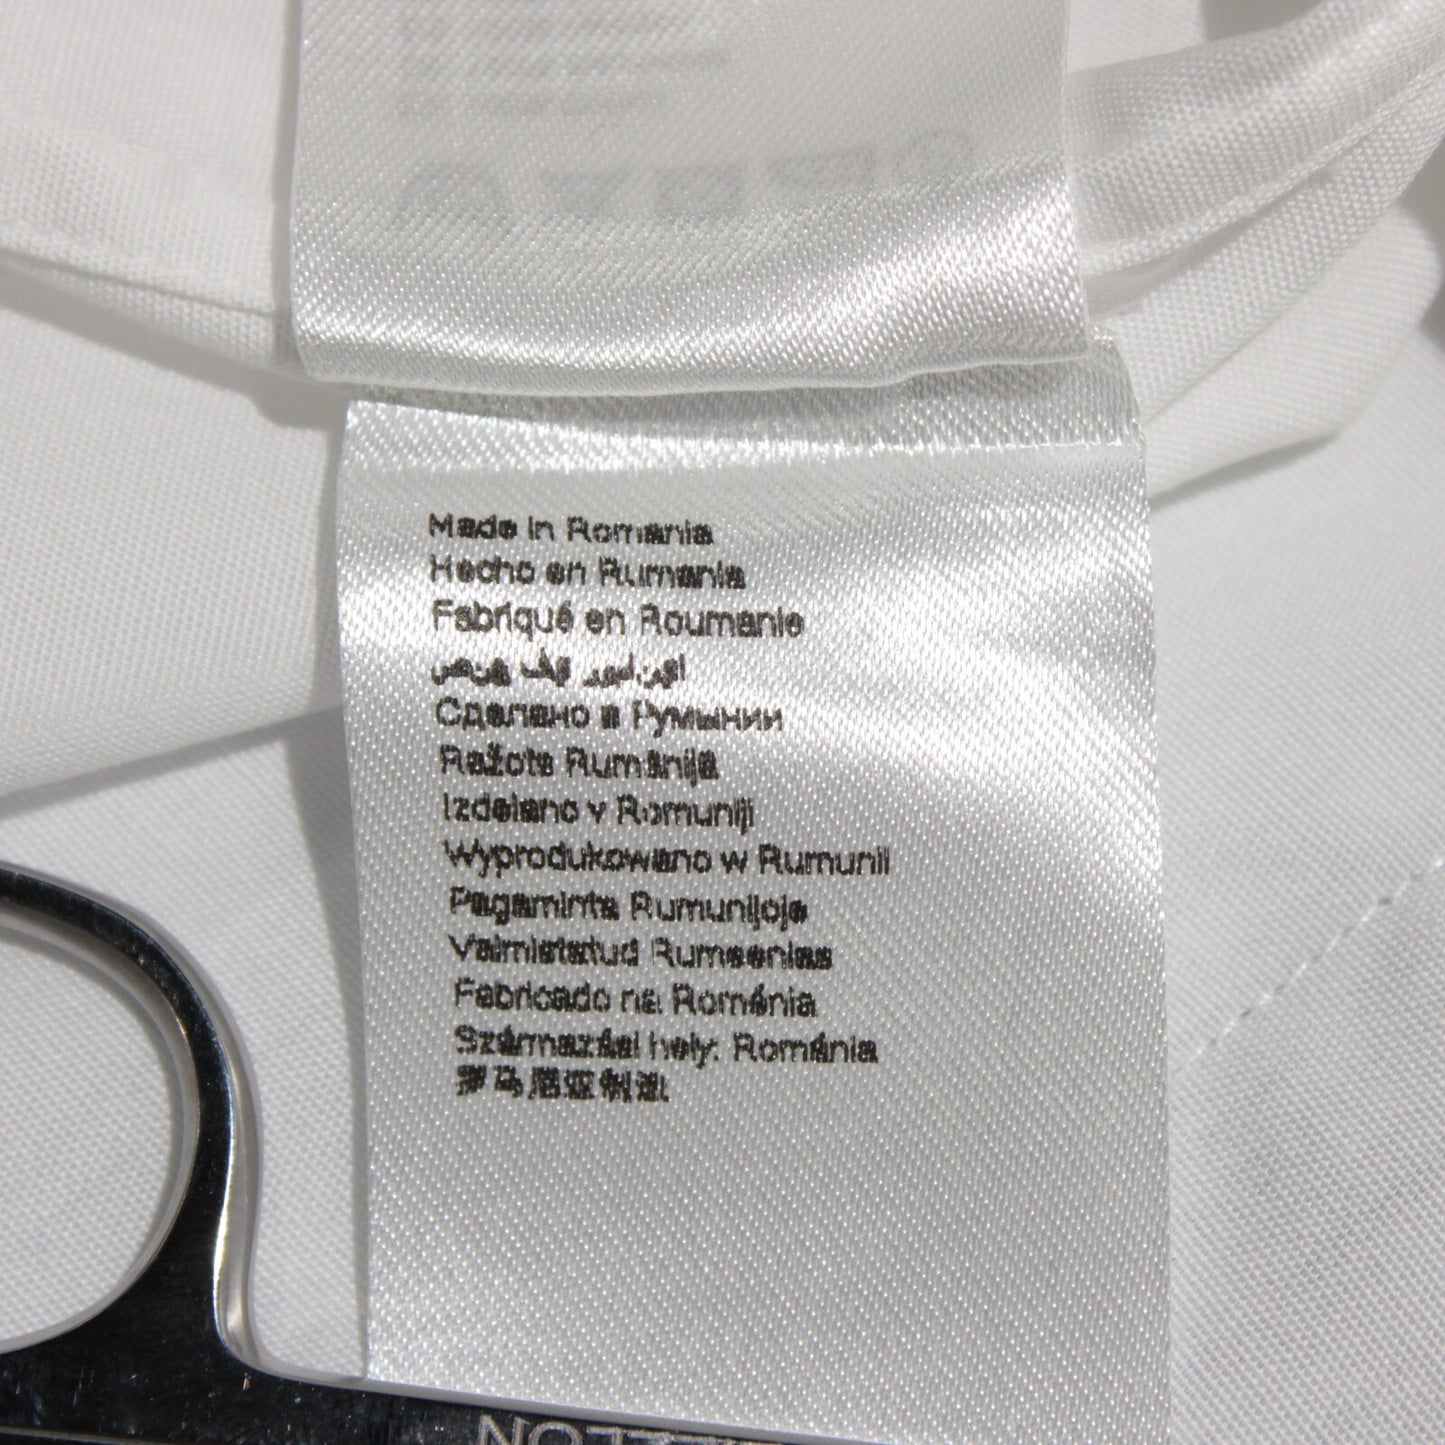 Made in Romania
Hecho en Rumania
Fabriqué en Roumanie
Сделано в Румынии
Ražots Rumānijā
Izdelano v Romuniji
Wyprodukowano w Rumunii
Pagaminta Rumunijoje
Valmistatud Rumeenias
Fabricado na Roménia
Származási hely: Románia
罗马尼亚制造